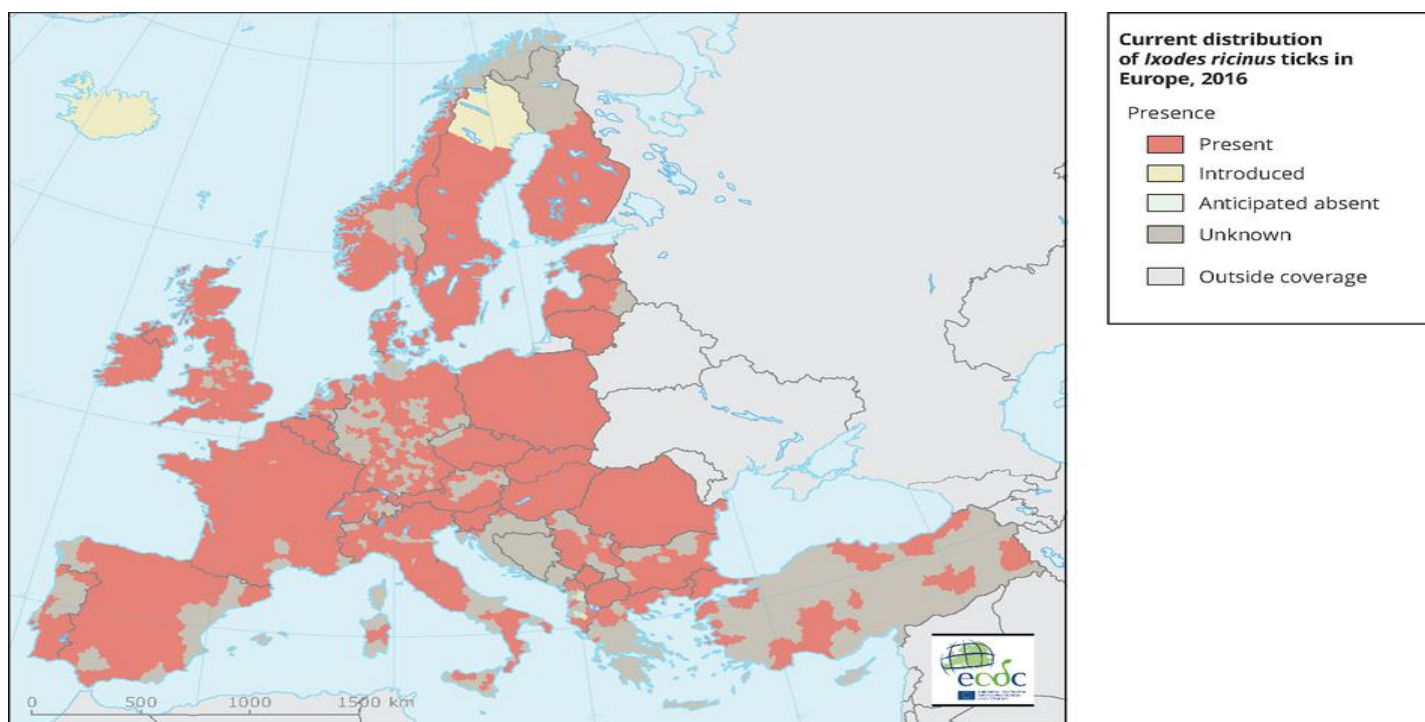 Current distribution
of Ixodes ricinus ticks in
Europe, 2016
Presence
Present
Introduced
Anticipated absent
Unknown
Outside coverage
0 500 1000 1500 km
ecdc